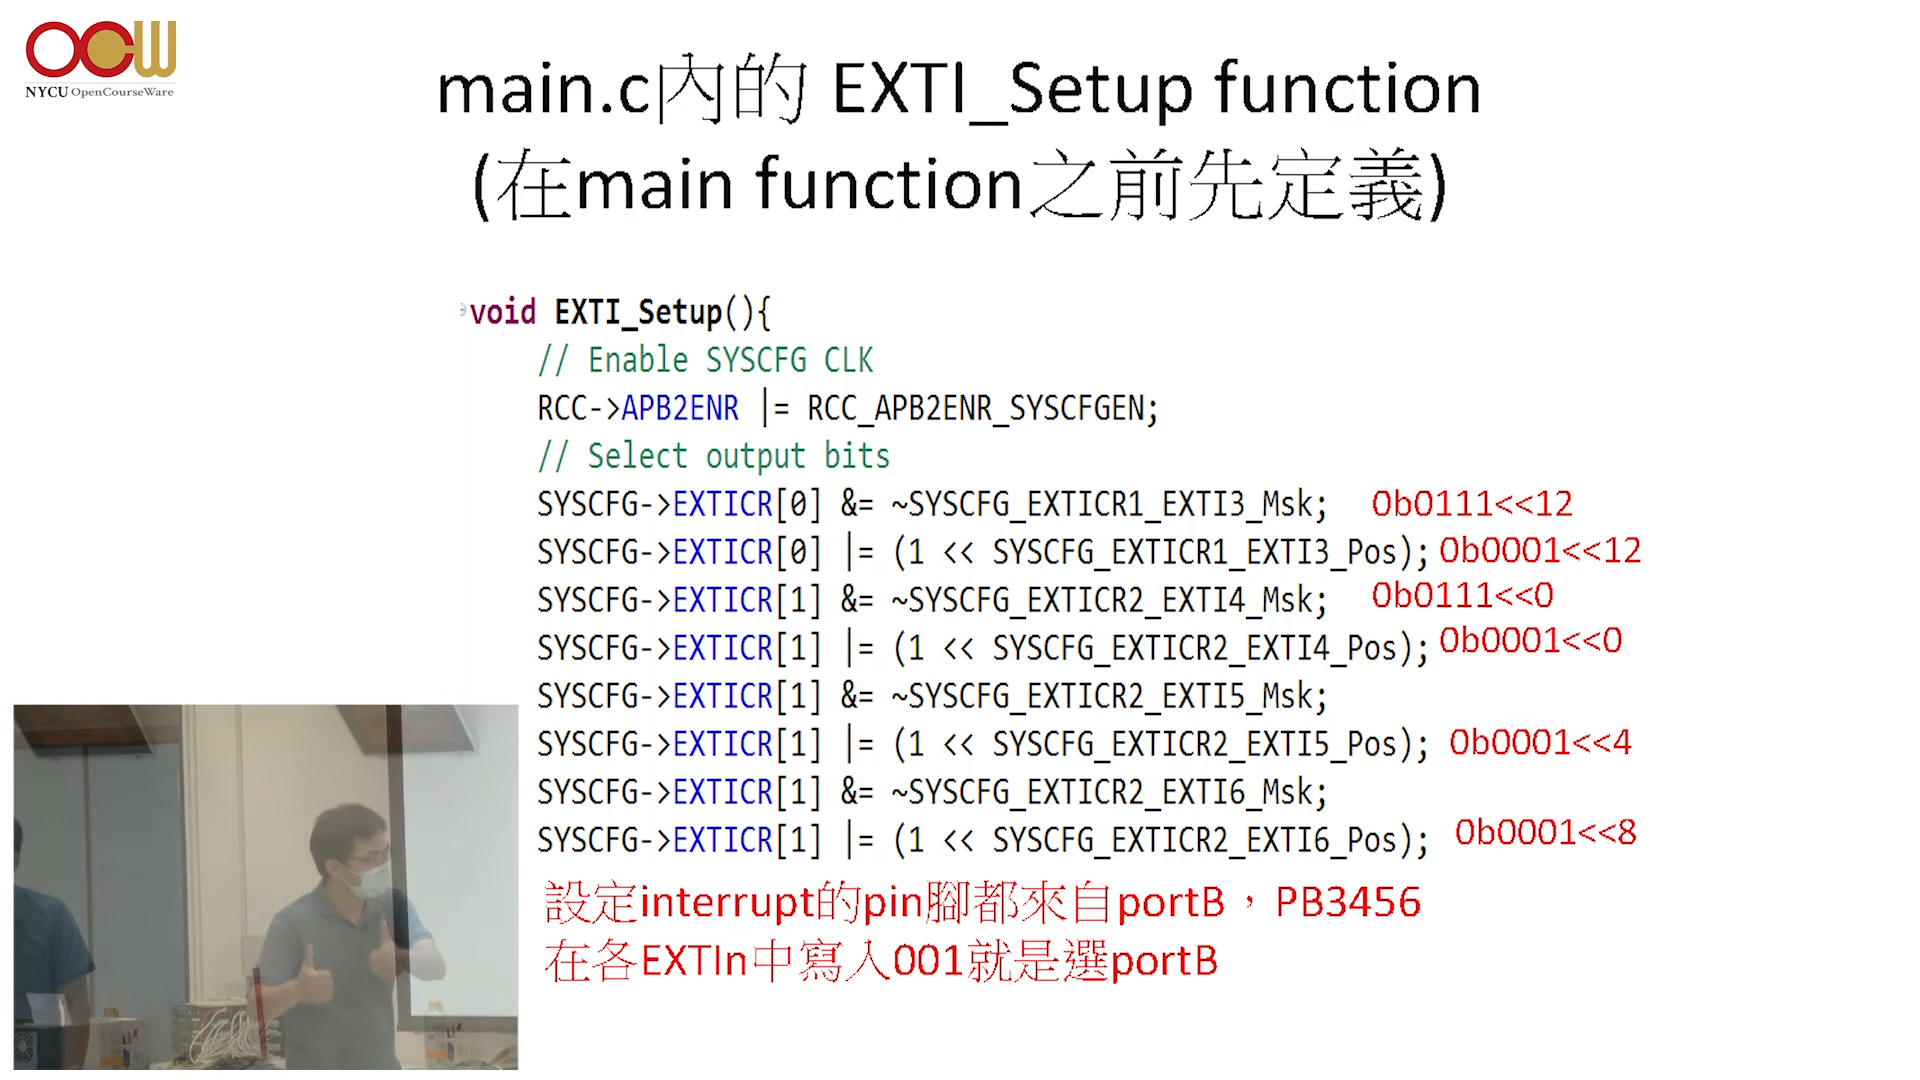 OCW
NYCU OpenCourseWare
main.c內的 EXTI_Setup function
(在main function之前先定義)
void EXTI_Setup(){
// Enable SYSCFG CLK
RCC->APB2ENR |= RCC_APB2ENR_SYSCFGEN;
// Select output bits
SYSCFG->EXTICR[0] &= ~SYSCFG_EXTICR1_EXTI3_Msk; 0b0111<<12
SYSCFG->EXTICR[0] |= (1 << SYSCFG_EXTICR1_EXTI3_Pos); 0b0001<<12
SYSCFG->EXTICR[1] &= ~SYSCFG_EXTICR2_EXTI4_Msk; 0b0111<<0
SYSCFG->EXTICR[1] |= (1 << SYSCFG_EXTICR2_EXTI4_Pos); 0b0001<<0
SYSCFG->EXTICR[1] &= ~SYSCFG_EXTICR2_EXTI5_Msk;
SYSCFG->EXTICR[1] |= (1 << SYSCFG_EXTICR2_EXTI5_Pos); 0b0001<<4
SYSCFG->EXTICR[1] &= ~SYSCFG_EXTICR2_EXTI6_Msk;
SYSCFG->EXTICR[1] |= (1 << SYSCFG_EXTICR2_EXTI6_Pos); 0b0001<<8
設定interrupt的pin腳都來自portB，PB3456
在各EXTIn中寫入001就是選portB